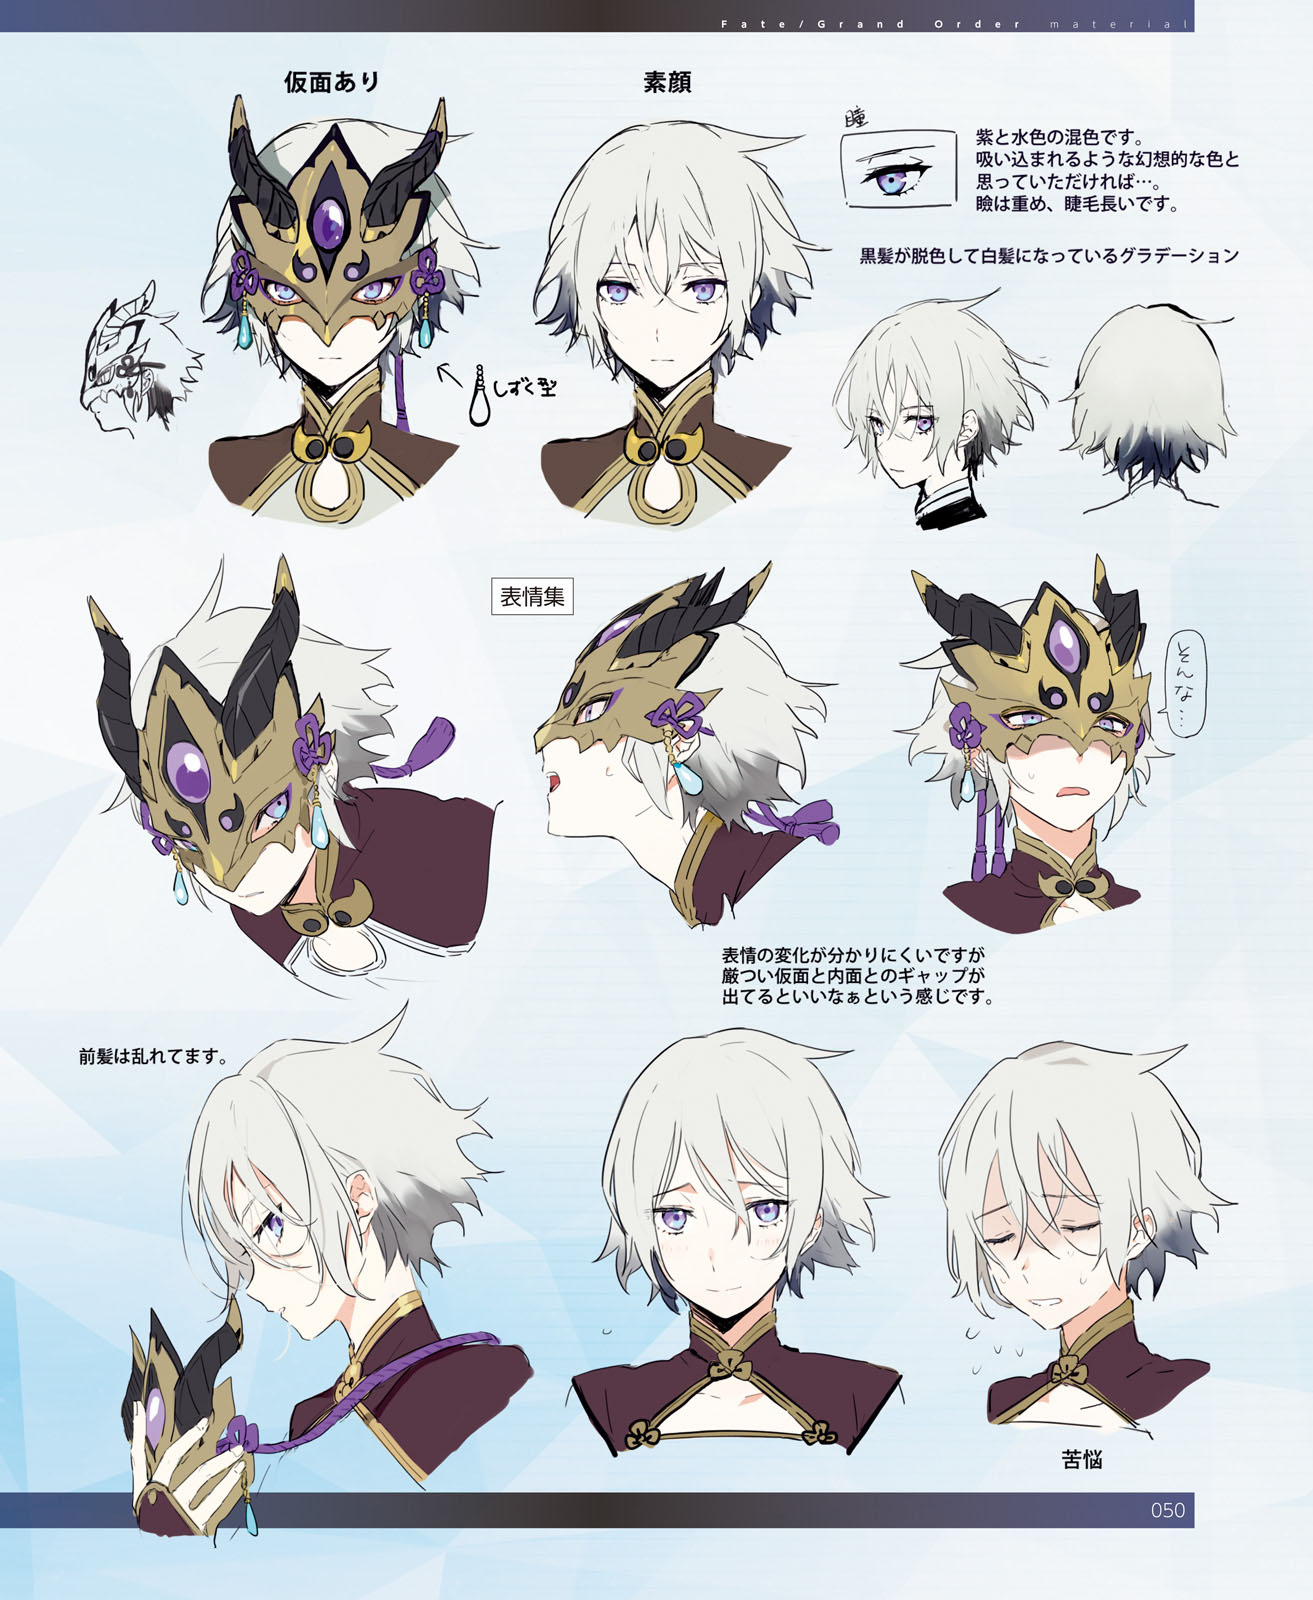 Fate/Grand Order material
仮面あり
素顔
瞳
紫と水色の混色です。
吸い込まれるような幻想的な色と
思っていただければ…。
瞼は重め、睫毛長いです。
黒髪が脱色して白髪になっているグラデーション
しずく型
表情集
そんな…
表情の変化が分かりにくいですが
厳つい仮面と内面とのギャップが
出てるといいなぁという感じです。
前髪は乱れてます。
苦悩
050